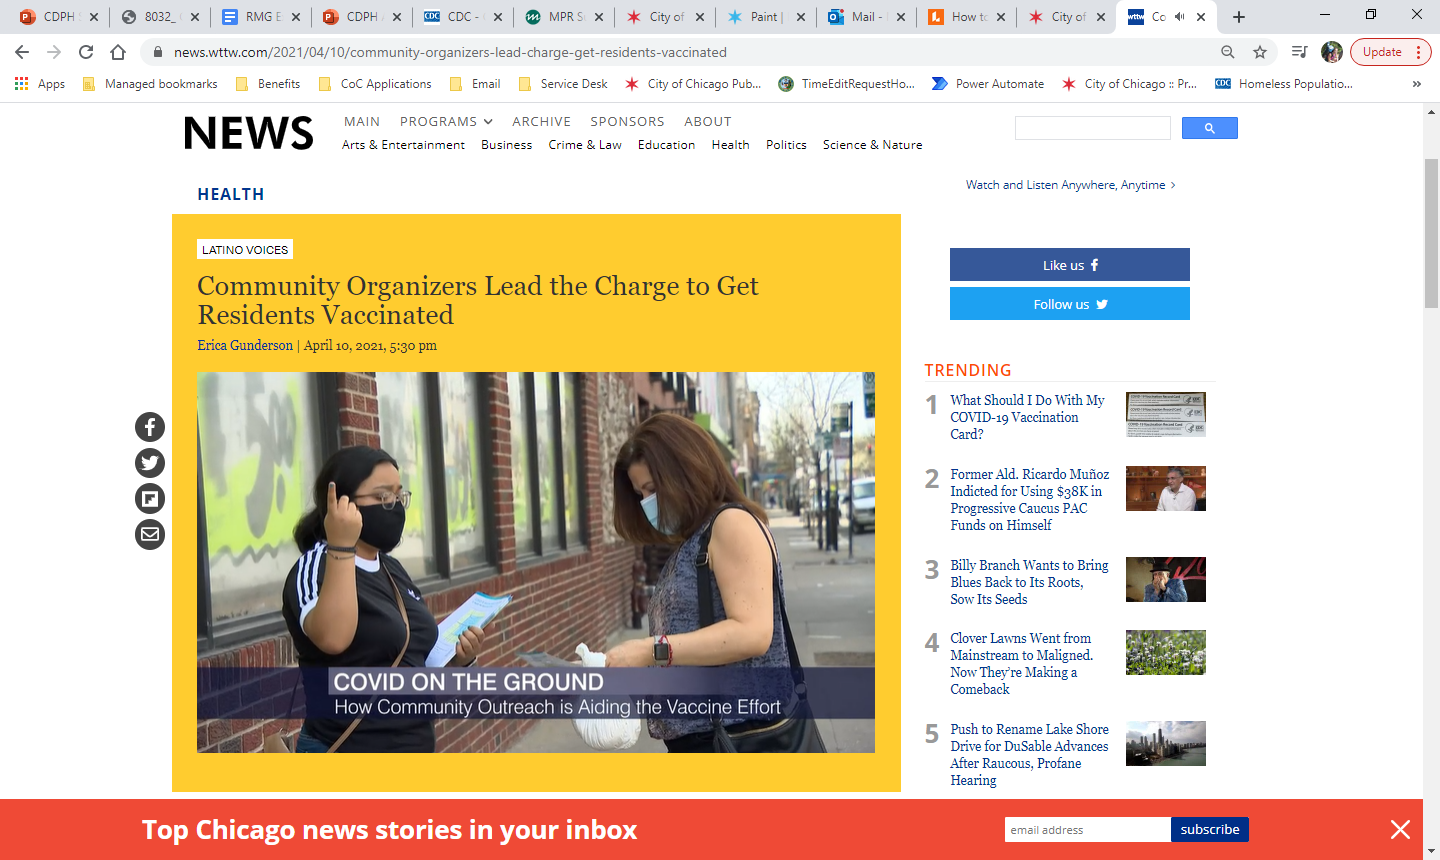 CDPH S
8032_
RMG E
CDPH A
CDC -
MPR S
City of
Paint |
Mail -
How to
City of
Co
news.wttw.com/2021/04/10/community-organizers-lead-charge-get-residents-vaccinated
Update
Apps
Managed bookmarks
Benefits
CoC Applications
Email
Service Desk
City of Chicago Pub...
TimeEditRequestHo...
Power Automate
City of Chicago :: Pr...
Homeless Populatio...
NEWS
MAIN PROGRAMS ARCHIVE SPONSORS ABOUT
Arts & Entertainment Business Crime & Law Education Health Politics Science & Nature
Watch and Listen Anywhere, Anytime >
HEALTH
LATINO VOICES
Community Organizers Lead the Charge to Get
Residents Vaccinated
Erica Gunderson | April 10, 2021, 5:30 pm
COVID ON THE GROUND
How Community Outreach is Aiding the Vaccine Effort
Like us
Follow us
TRENDING
1 What Should I Do With My
COVID-19 Vaccination
Card?
2 Former Ald. Ricardo Muñoz
Indicted for Using $38K in
Progressive Caucus PAC
Funds on Himself
3 Billy Branch Wants to Bring
Blues Back to Its Roots,
Sow Its Seeds
4 Clover Lawns Went from
Mainstream to Maligned.
Now They're Making a
Comeback
5 Push to Rename Lake Shore
Drive for DuSable Advances
After Raucous, Profane
Hearing
Top Chicago news stories in your inbox
email address
subscribe